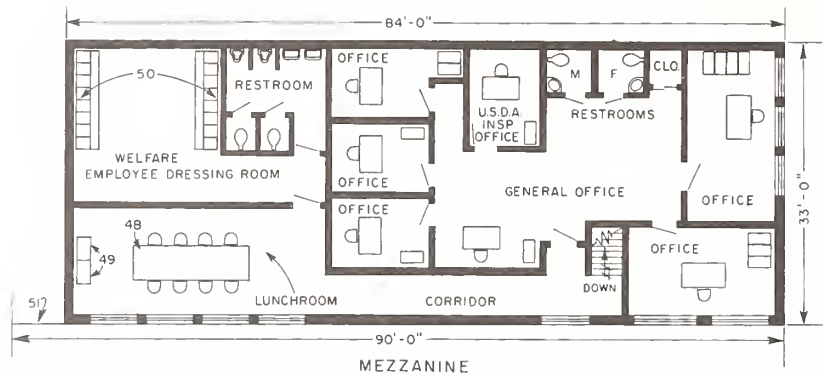 84'-0"
50
RESTROOM
OFFICE
U.S.D.A.
INSP
OFFICE
M
F
CLO.
RESTROOMS
WELFARE
EMPLOYEE DRESSING ROOM
OFFICE
GENERAL OFFICE
OFFICE
33'-0"
OFFICE
48
49
OFFICE
DOWN
LUNCHROOM
CORRIDOR
51
90'-0"
MEZZANINE